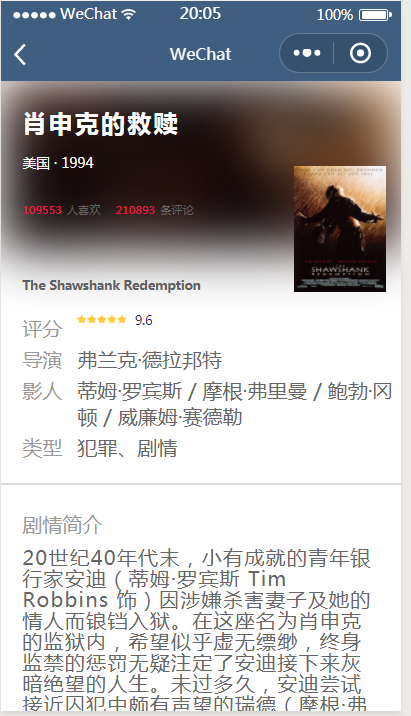 WeChat 20:05 100%
WeChat
肖申克的救赎
美国 · 1994
109553 人喜欢 210893 条评论
THE SHAWSHANK
REDEMPTION
The Shawshank Redemption
评分 9.6
导演 弗兰克·德拉邦特
影人 蒂姆·罗宾斯 / 摩根·弗里曼 / 鲍勃·冈
顿 / 威廉姆·赛德勒
类型 犯罪、剧情
剧情简介
20世纪40年代末，小有成就的青年银
行家安迪（蒂姆·罗宾斯 Tim
Robbins 饰）因涉嫌杀害妻子及她的
情人而锒铛入狱。在这座名为肖申克
的监狱内，希望似乎虚无缥缈，终身
监禁的惩罚无疑注定了安迪接下来灰
暗绝望的人生。未过多久，安迪尝试
接近囚犯中颇有声望的瑞德（摩根·弗